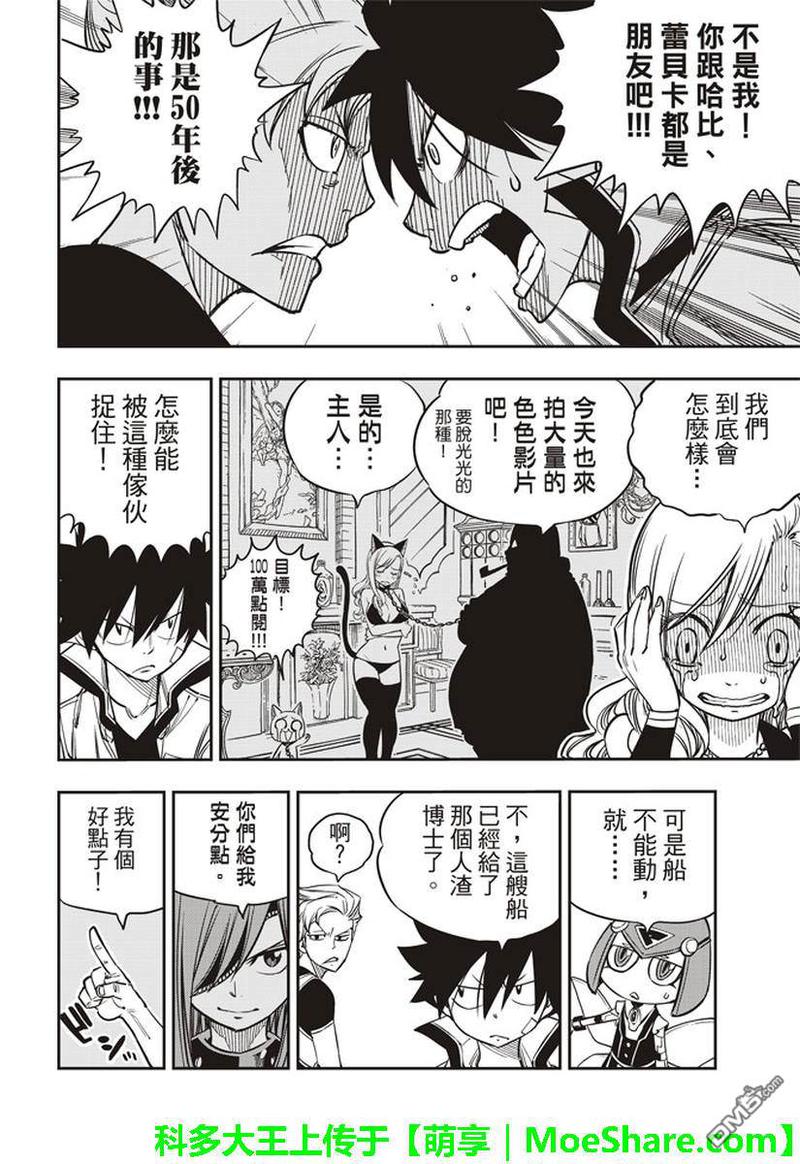 不是我！
你跟哈比、
蕾貝卡都是
朋友吧!!!
那是50年後
的事!!!
我們
到底會
怎麼樣…
今天也來
拍大量的
色色影片
吧！
要脫光光的
那種！
是的…
主人…
目標！
100萬點閱!!!
怎麼能
被這種傢伙
捉住！
可是船
不能動，
就……
不，這艘船
已經給了
那個人渣
博士了。
啊？
你們給我
安分點。
我有個
好點子！
ドン
DM5.com
科多大王上传于【萌享｜MoeShare.com】